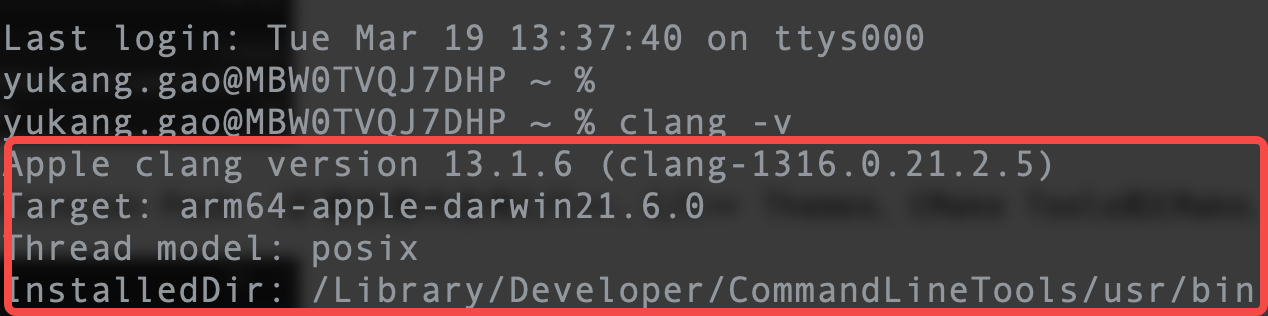 Last login: Tue Mar 19 13:37:40 on ttys000
yukang.gao@MBW0TVQJ7DHP ~ %
yukang.gao@MBW0TVQJ7DHP ~ % clang -v
Apple clang version 13.1.6 (clang-1316.0.21.2.5)
Target: arm64-apple-darwin21.6.0
Thread model: posix
InstalledDir: /Library/Developer/CommandLineTools/usr/bin